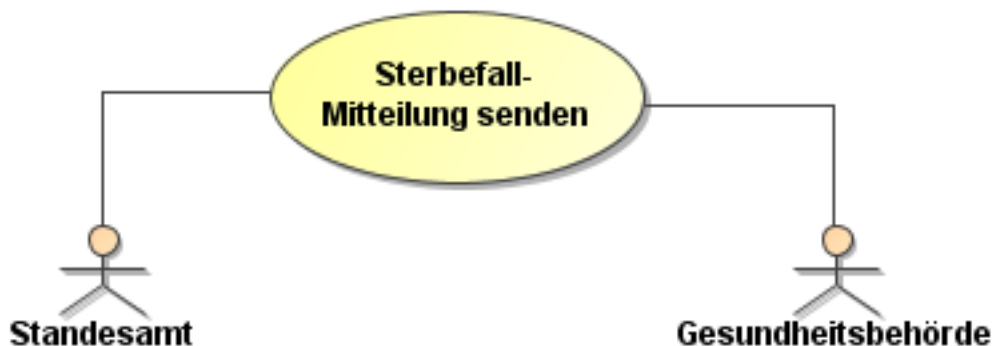 Sterbefall-
Mitteilung senden
Standesamt
Gesundheitsbehörde